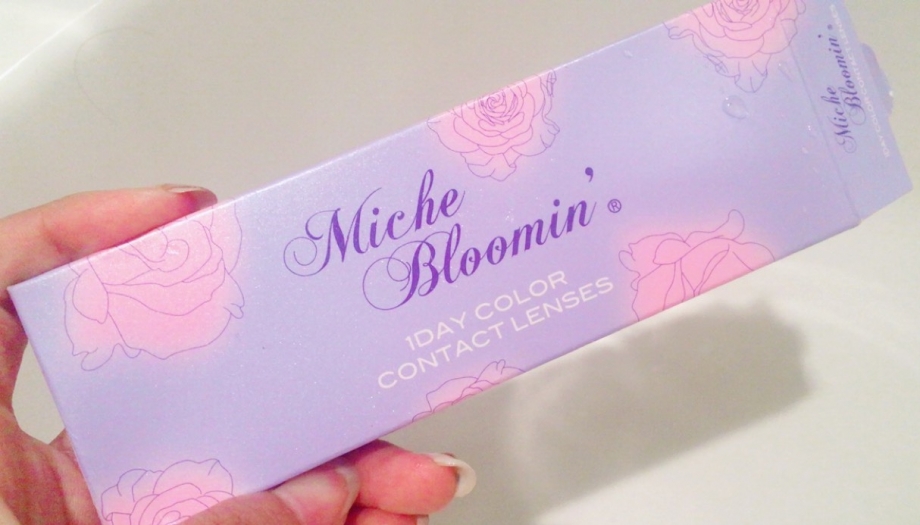 Miche
Bloomin'®
1DAY COLOR
CONTACT LENSES
Miche
Bloomin'®